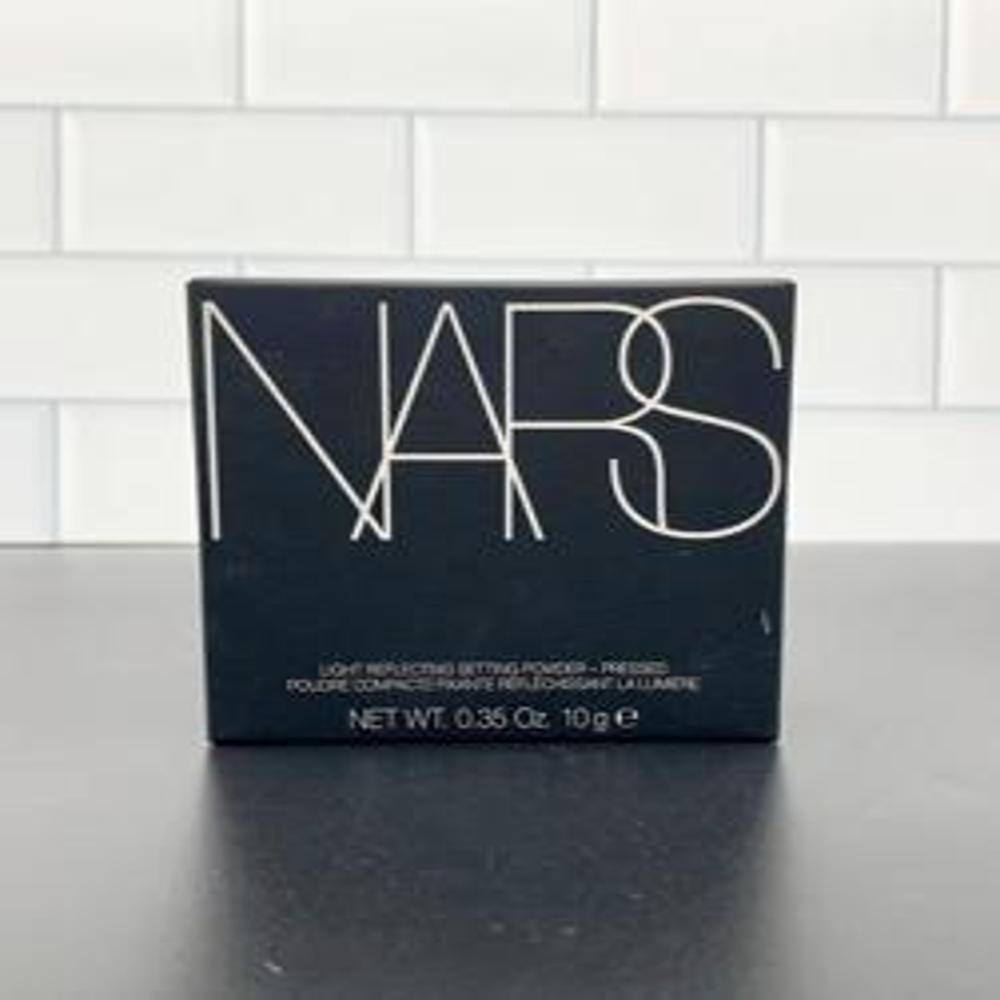 NARS
LIGHT REFLECTING SETTING POWDER – PRESSED
POUDRE COMPACTE FIXANTE RÉFLÉCHISSANT LA LUMIÈRE
NET WT. 0.35 Oz. 10 g ℮